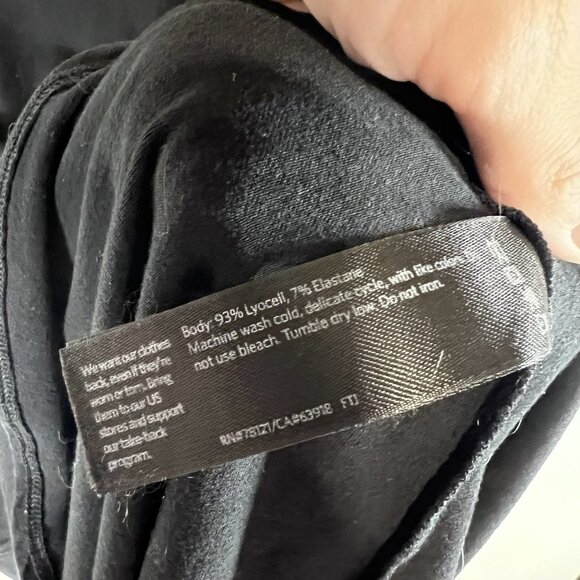 We want our clothes
back, even if they're
worn or torn. Bring
them to our US
stores and support
our take-back
program.
Body: 93% Lyocell, 7% Elastane
Machine wash cold, delicate cycle, with like colors.
not use bleach. Tumble dry low. Do not iron.
RN#78121/CA#63918 FTJ